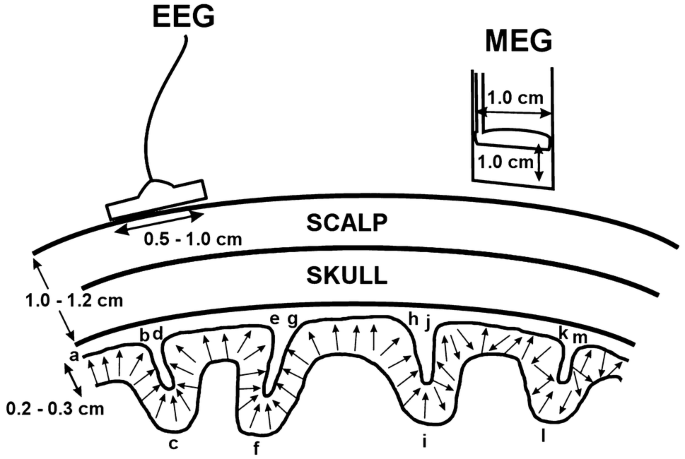 EEG
MEG
1.0 cm
1.0 cm
0.5 - 1.0 cm
SCALP
SKULL
1.0 - 1.2 cm
a
b d
e g
h j
k m
0.2 - 0.3 cm
c
f
i
l